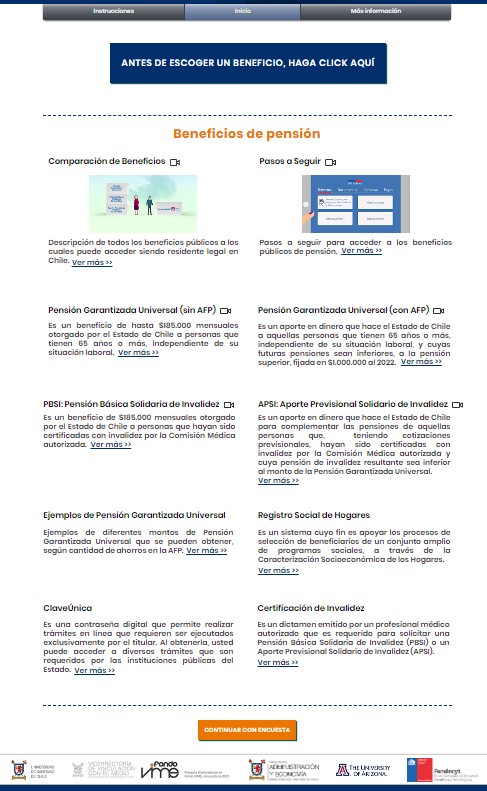 Instrucciones
Inicio
Más información
ANTES DE ESCOGER UN BENEFICIO, HAGA CLICK AQUÍ
Beneficios de pensión
Comparación de Beneficios
Descripción de todos los beneficios públicos a los
cuales puede acceder siendo residente legal en
Chile. Ver más >>
Pasos a Seguir
Pasos a seguir para acceder a los beneficios
públicos de pensión. Ver más >>
Pensión Garantizada Universal (sin AFP)
Es un beneficio de hasta $185.000 mensuales
otorgado por el Estado de Chile a personas que
tienen 65 años o más, independiente de su
situación laboral. Ver más >>
Pensión Garantizada Universal (con AFP)
Es un aporte en dinero que hace el Estado de Chile
a aquellas personas que tienen 65 años o más,
independiente de su situación laboral, y cuyas
futuras pensiones sean inferiores, a la pensión
superior, fijada en $1.000.000 al 2022. Ver más >>
PBSI: Pensión Básica Solidaria de Invalidez
Es un beneficio de $185.000 mensuales otorgado
por el Estado de Chile a personas que hayan sido
certificadas con invalidez por la Comisión Médica
autorizada. Ver más >>
APSI: Aporte Previsional Solidario de Invalidez
Es un aporte en dinero que hace el Estado de Chile
para complementar las pensiones de aquellas
personas que, teniendo cotizaciones
previsionales, hayan sido certificadas con
invalidez por la Comisión Médica autorizada y
cuya pensión de invalidez resultante sea inferior
al monto de la Pensión Garantizada Universal.
Ver más >>
Ejemplos de Pensión Garantizada Universal
Ejemplos de diferentes montos de Pensión
Garantizada Universal que se pueden obtener,
según cantidad de ahorros en la AFP. Ver más >>
Registro Social de Hogares
Es un sistema cuyo fin es apoyar los procesos de
selección de beneficiarios de un conjunto amplio
de programas sociales, a través de la
Caracterización Socioeconómica de los Hogares.
Ver más >>
ClaveÚnica
Es una contraseña digital que permite realizar
trámites en línea que requieren ser ejecutados
exclusivamente por el titular. Al obtenerla, usted
puede acceder a diversos trámites que son
requeridos por las instituciones públicas del
Estado. Ver más >>
Certificación de Invalidez
Es un dictamen emitido por un profesional médico
autorizado que es requerido para solicitar una
Pensión Básica Solidaria de Invalidez (PBSI) o un
Aporte Previsional Solidario de Invalidez (APSI).
Ver más >>
CONTINUAR CON ENCUESTA
VICERRECTORÍA
DE VINCULACIÓN
CON EL MEDIO
Fondo
vime
ADMINISTRACIÓN
Y ECONOMÍA
THE UNIVERSITY
OF ARIZONA.
Fondecyt